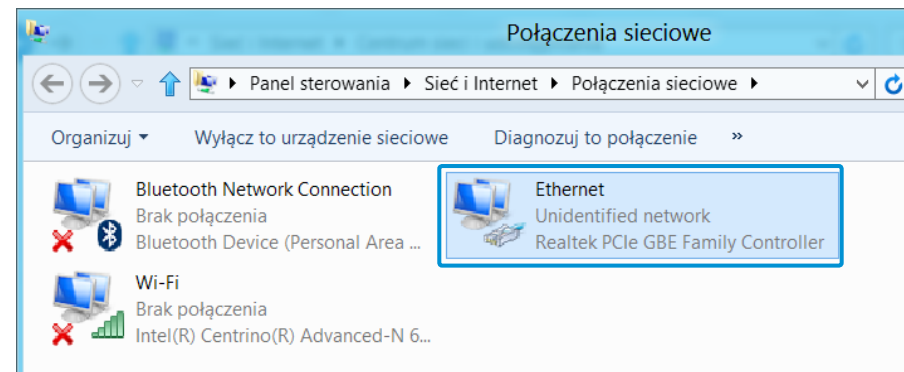 Połączenia sieciowe
Panel sterowania Sieć i Internet Połączenia sieciowe
Organizuj Wyłącz to urządzenie sieciowe Diagnozuj to połączenie »
Bluetooth Network Connection
Brak połączenia
Bluetooth Device (Personal Area ...
Ethernet
Unidentified network
Realtek PCIe GBE Family Controller
Wi-Fi
Brak połączenia
Intel(R) Centrino(R) Advanced-N 6...